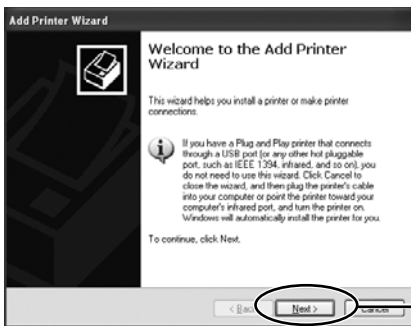 Add Printer Wizard
Welcome to the Add Printer
Wizard
This wizard helps you install a printer or make printer
connections.
If you have a Plug and Play printer that connects
through a USB port (or any other hot pluggable
port, such as IEEE 1394, infrared, and so on), you
do not need to use this wizard. Click Cancel to
close the wizard, and then plug the printer's cable
into your computer or point the printer toward your
computer's infrared port, and turn the printer on.
Windows will automatically install the printer for you.
To continue, click Next.
< Back Next > Cancel